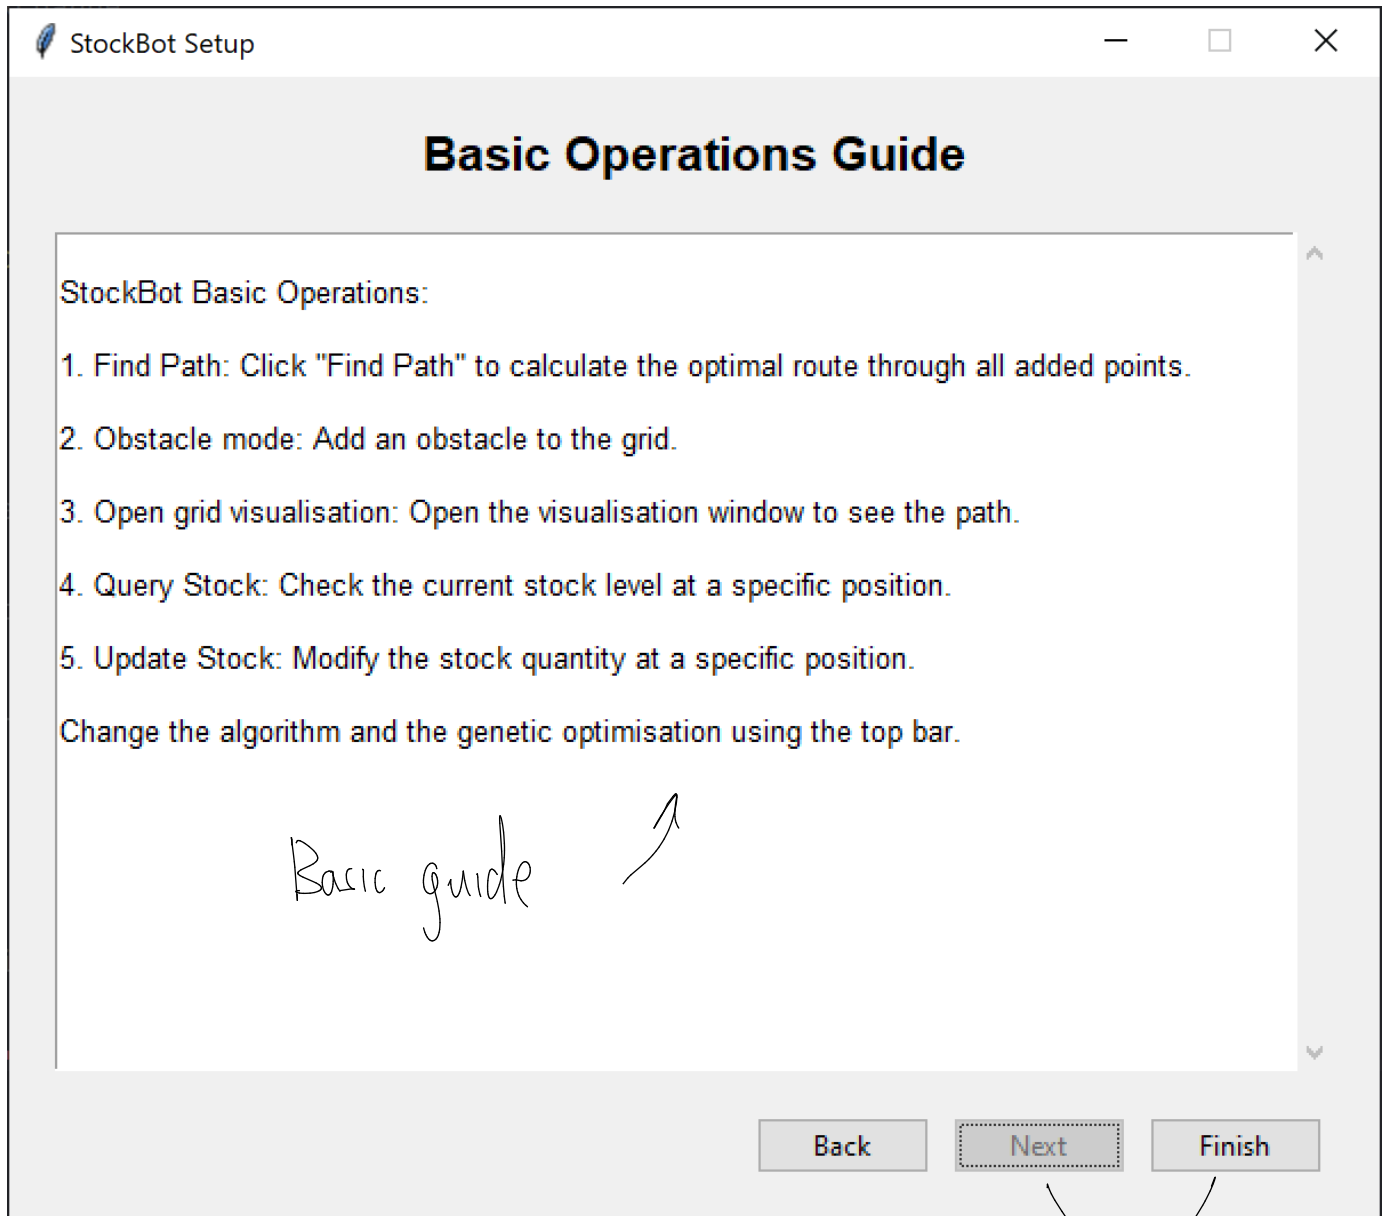 StockBot Setup
Basic Operations Guide
StockBot Basic Operations:
1. Find Path: Click "Find Path" to calculate the optimal route through all added points.
2. Obstacle mode: Add an obstacle to the grid.
3. Open grid visualisation: Open the visualisation window to see the path.
4. Query Stock: Check the current stock level at a specific position.
5. Update Stock: Modify the stock quantity at a specific position.
Change the algorithm and the genetic optimisation using the top bar.
Basic guide
Back Next Finish